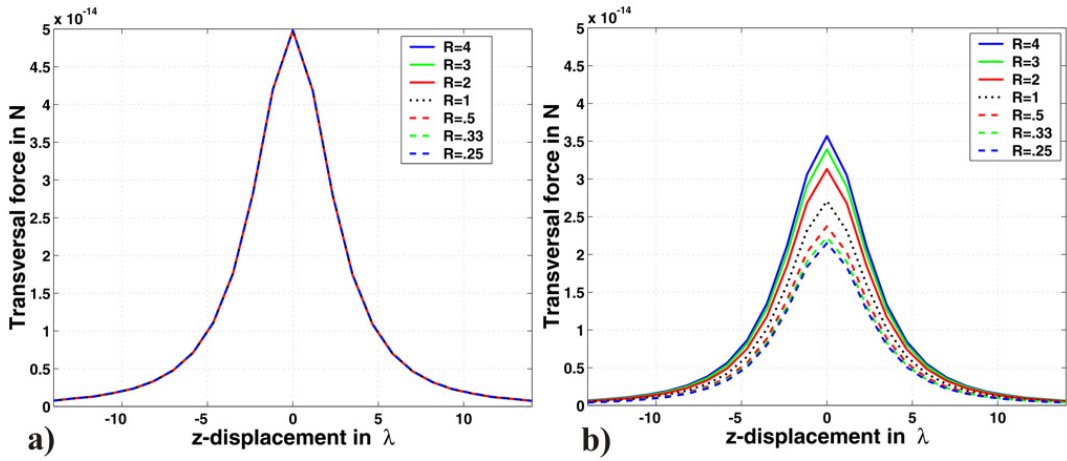 x 10^-14
5
4.5
4
3.5
3
2.5
2
1.5
1
0.5
0
Transversal force in N
R=4
R=3
R=2
R=1
R=.5
R=.33
R=.25
-10 -5 0 5 10
z-displacement in λ
a)
x 10^-14
5
4.5
4
3.5
3
2.5
2
1.5
1
0.5
0
Transversal force in N
R=4
R=3
R=2
R=1
R=.5
R=.33
R=.25
-10 -5 0 5 10
z-displacement in λ
b)